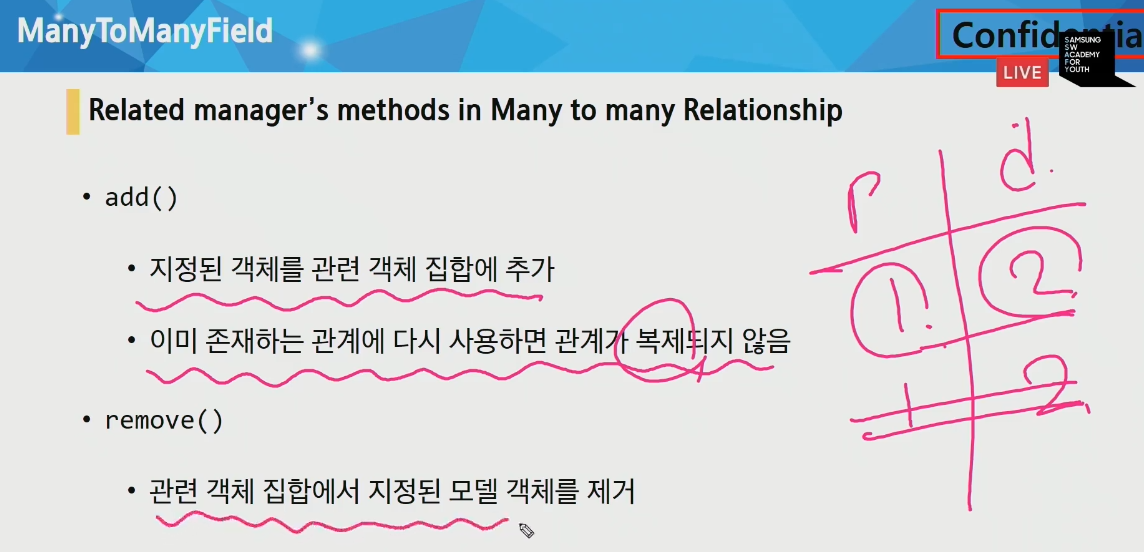 ManyToManyField
Confidentia
SAMSUNG
SW
ACADEMY
FOR
YOUTH
LIVE
Related manager's methods in Many to many Relationship
P d.
• add()
• 지정된 객체를 관련 객체 집합에 추가
1. 2
• 이미 존재하는 관계에 다시 사용하면 관계가 복제되지 않음
1 2
• remove()
• 관련 객체 집합에서 지정된 모델 객체를 제거